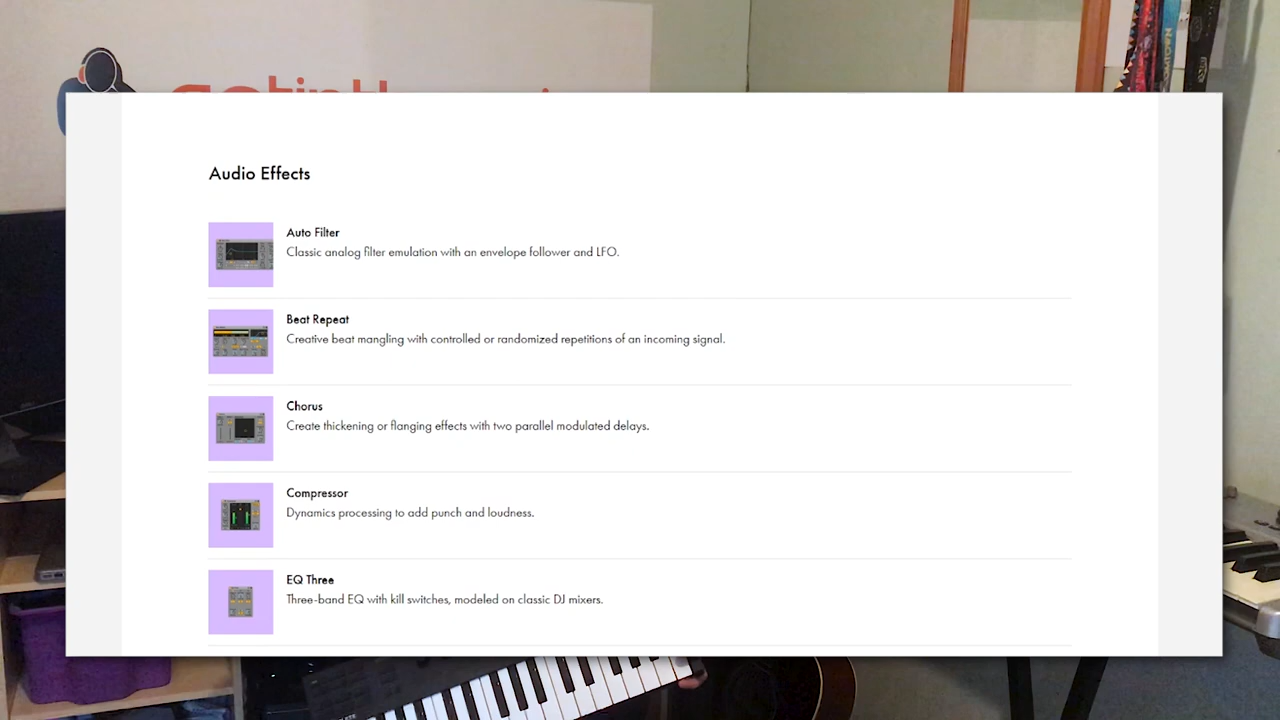 Audio Effects
Auto Filter
Classic analog filter emulation with an envelope follower and LFO.
Beat Repeat
Creative beat mangling with controlled or randomized repetitions of an incoming signal.
Chorus
Create thickening or flanging effects with two parallel modulated delays.
Compressor
Dynamics processing to add punch and loudness.
EQ Three
Three-band EQ with kill switches, modeled on classic DJ mixers.